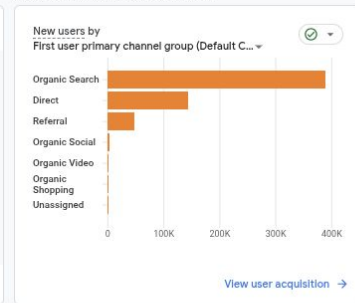 New users by
First user primary channel group (Default C...
Organic Search
Direct
Referral
Organic Social
Organic Video
Organic
Shopping
Unassigned
0 100K 200K 300K 400K
View user acquisition